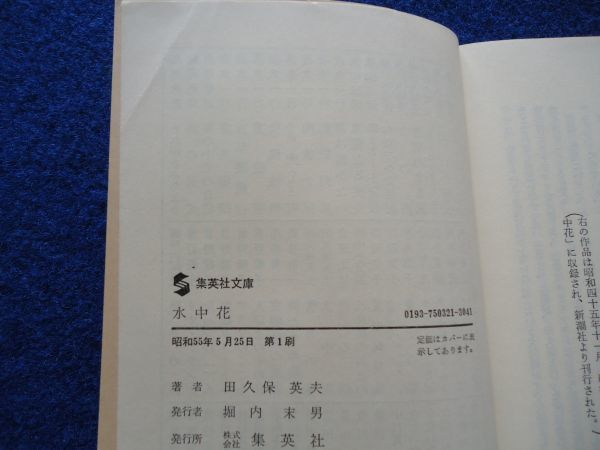 集英社文庫
水中花
0193-750321-3041
昭和55年5月25日 第1刷
定価はカバーに表
示してあります。
著者 田久保英夫
発行者 堀内末男
発行所 株式会社 集英社
(右の作品は昭和四十五年十一月
中花」に収録され、新潮社より刊行された。)